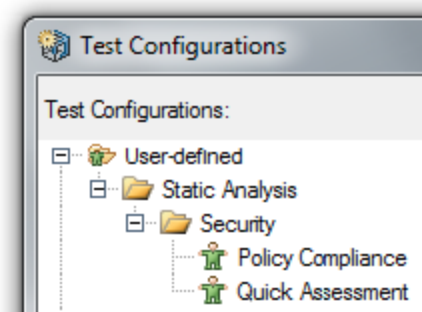 Test Configurations
Test Configurations:
User-defined
Static Analysis
Security
Policy Compliance
Quick Assessment